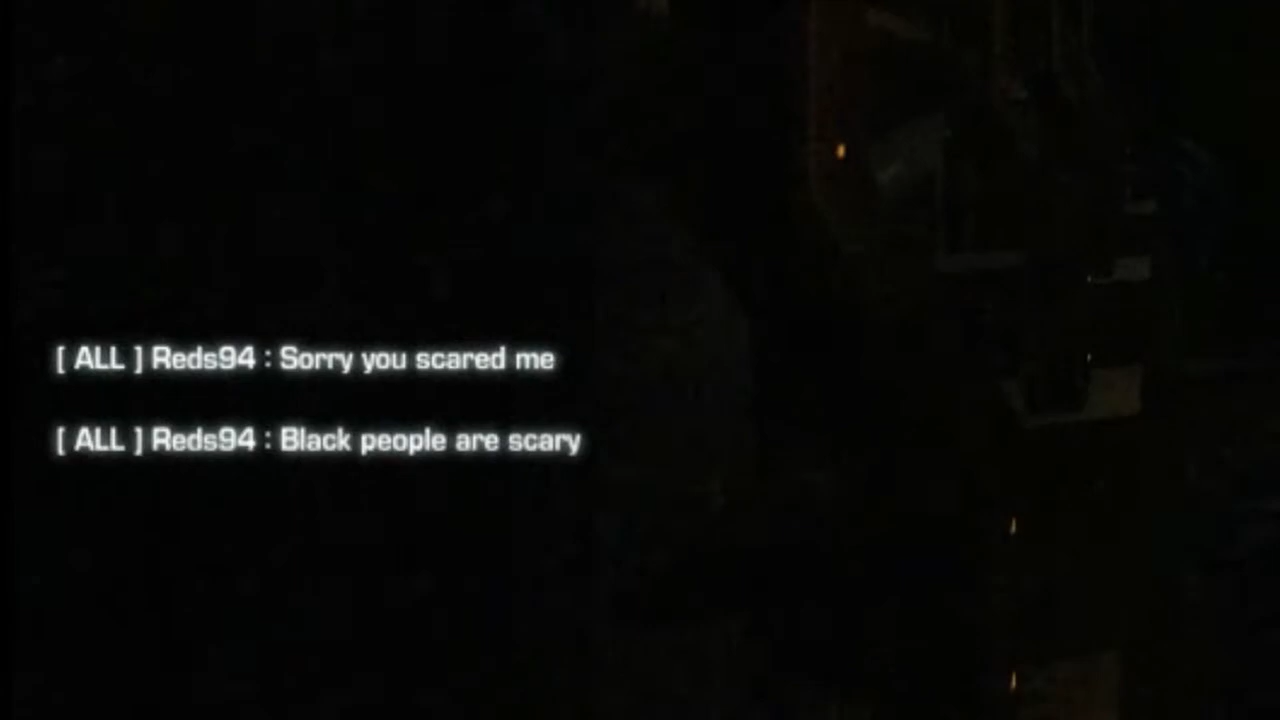 [ ALL ] Reds94 : Sorry you scared me
[ ALL ] Reds94 : Black people are scary